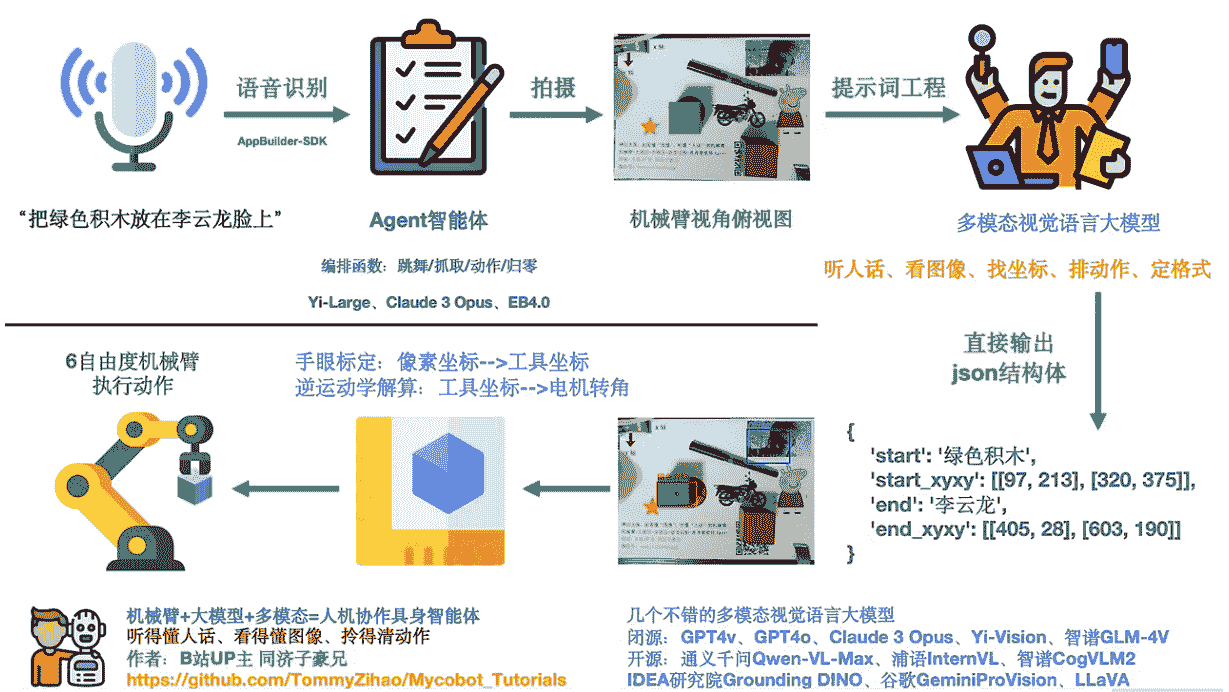 语音识别
AppBuilder-SDK
拍摄
提示词工程
“把绿色积木放在李云龙脸上”
Agent智能体
机械臂视角俯视图
多模态视觉语言大模型
编排函数：跳舞/抓取/动作/归零
Yi-Large、Claude 3 Opus、EB4.0
听人话、看图像、找坐标、排动作、定格式
直接输出
json结构体
6自由度机械臂
执行动作
手眼标定：像素坐标-->工具坐标
逆运动学解算：工具坐标-->电机转角
{
'start': '绿色积木',
'start_xyxy': [[97, 213], [320, 375]],
'end': '李云龙',
'end_xyxy': [[405, 28], [603, 190]]
}
机械臂+大模型+多模态=人机协作具身智能体
听得懂人话、看得懂图像、拎得清动作
作者：B站UP主 同济子豪兄
https://github.com/TommyZihao/Mycobot_Tutorials
几个不错的多模态视觉语言大模型
闭源：GPT4v、GPT4o、Claude 3 Opus、Yi-Vision、智谱GLM-4V
开源：通义千问Qwen-VL-Max、浦语InternVL、智谱CogVLM2
IDEA研究院Grounding DINO、谷歌GeminiProVision、LLaVA